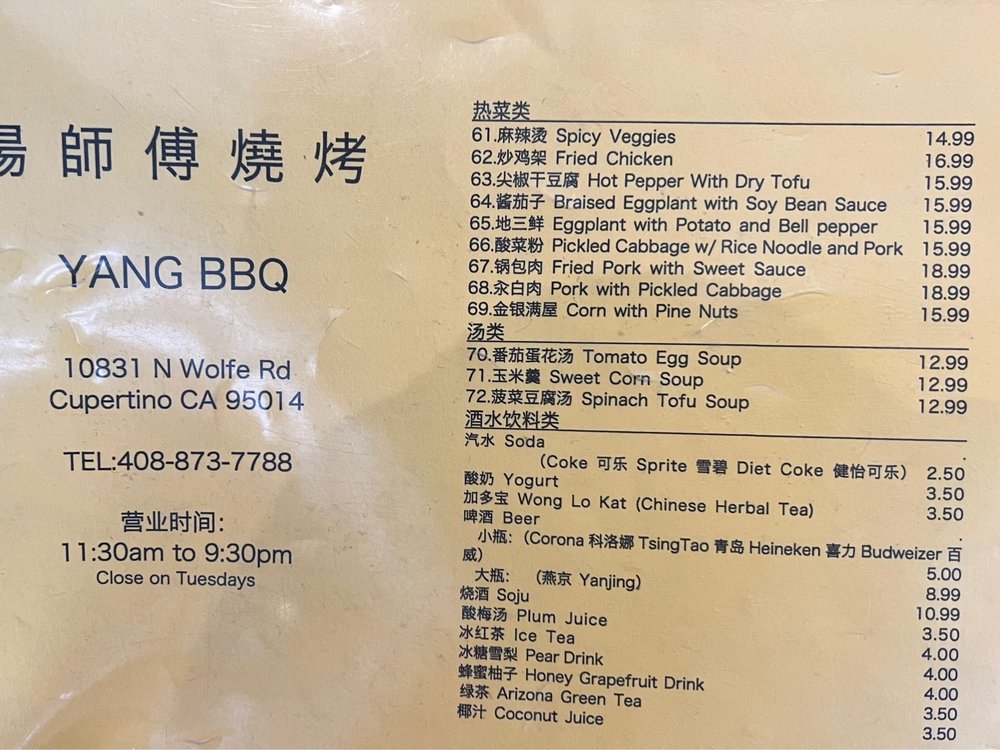 師傅燒烤
YANG BBQ
10831 N Wolfe Rd
Cupertino CA 95014
TEL:408-873-7788
营业时间：
11:30am to 9:30pm
Close on Tuesdays
热菜类
61.麻辣烫 Spicy Veggies 14.99
62.炒鸡架 Fried Chicken 16.99
63.尖椒干豆腐 Hot Pepper With Dry Tofu 15.99
64.酱茄子 Braised Eggplant with Soy Bean Sauce 15.99
65.地三鲜 Eggplant with Potato and Bell pepper 15.99
66.酸菜粉 Pickled Cabbage w/ Rice Noodle and Pork 15.99
67.锅包肉 Fried Pork with Sweet Sauce 18.99
68.汆白肉 Pork with Pickled Cabbage 18.99
69.金银满屋 Corn with Pine Nuts 15.99
汤类
70.番茄蛋花汤 Tomato Egg Soup 12.99
71.玉米羹 Sweet Corn Soup 12.99
72.菠菜豆腐汤 Spinach Tofu Soup 12.99
酒水饮料类
汽水 Soda .
（Coke 可乐 Sprite 雪碧 Diet Coke 健怡可乐） 2.50
酸奶 Yogurt 3.50
加多宝 Wong Lo Kat (Chinese Herbal Tea) 3.50
啤酒 Beer .
小瓶：（Corona 科洛娜 TsingTao 青岛 Heineken 喜力 Budweizer 百
威） 5.00
大瓶： （燕京 Yanjing） 8.99
烧酒 Soju 10.99
酸梅汤 Plum Juice 3.50
冰红茶 Ice Tea 4.00
冰糖雪梨 Pear Drink 4.00
蜂蜜柚子 Honey Grapefruit Drink 4.00
绿茶 Arizona Green Tea 3.50
椰汁 Coconut Juice 3.50